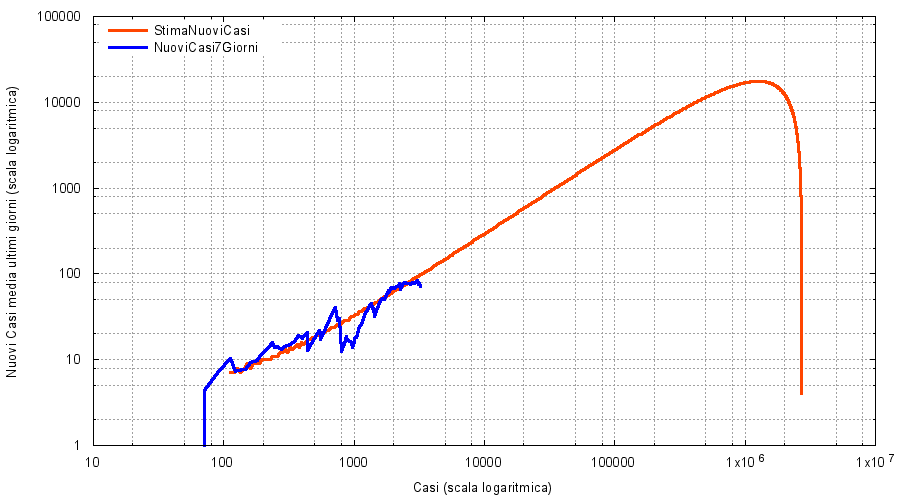 100000
10000
1000
100
10
1
StimaNuoviCasi
NuoviCasi7Giorni
Nuovi Casi media ultimi giorni (scala logaritmica)
10 100 1000 10000 100000 1x10^6 1x10^7
Casi (scala logaritmica)